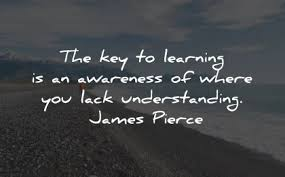 The key to learning
is an awareness of where
you lack understanding.
James Pierce